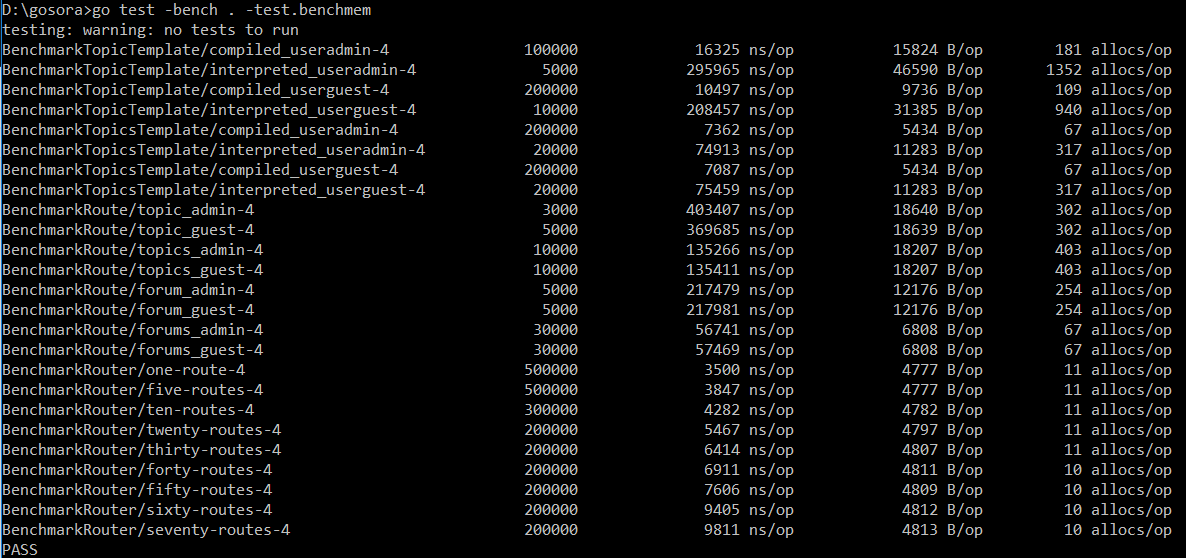 D:\gosora>go test -bench . -test.benchmem
testing: warning: no tests to run
BenchmarkTopicTemplate/compiled_useradmin-4 100000 16325 ns/op 15824 B/op 181 allocs/op
BenchmarkTopicTemplate/interpreted_useradmin-4 5000 295965 ns/op 46590 B/op 1352 allocs/op
BenchmarkTopicTemplate/compiled_userguest-4 200000 10497 ns/op 9736 B/op 109 allocs/op
BenchmarkTopicTemplate/interpreted_userguest-4 10000 208457 ns/op 31385 B/op 940 allocs/op
BenchmarkTopicsTemplate/compiled_useradmin-4 200000 7362 ns/op 5434 B/op 67 allocs/op
BenchmarkTopicsTemplate/interpreted_useradmin-4 20000 74913 ns/op 11283 B/op 317 allocs/op
BenchmarkTopicsTemplate/compiled_userguest-4 200000 7087 ns/op 5434 B/op 67 allocs/op
BenchmarkTopicsTemplate/interpreted_userguest-4 20000 75459 ns/op 11283 B/op 317 allocs/op
BenchmarkRoute/topic_admin-4 3000 403407 ns/op 18640 B/op 302 allocs/op
BenchmarkRoute/topic_guest-4 5000 369685 ns/op 18639 B/op 302 allocs/op
BenchmarkRoute/topics_admin-4 10000 135266 ns/op 18207 B/op 403 allocs/op
BenchmarkRoute/topics_guest-4 10000 135411 ns/op 18207 B/op 403 allocs/op
BenchmarkRoute/forum_admin-4 5000 217479 ns/op 12176 B/op 254 allocs/op
BenchmarkRoute/forum_guest-4 5000 217981 ns/op 12176 B/op 254 allocs/op
BenchmarkRoute/forums_admin-4 30000 56741 ns/op 6808 B/op 67 allocs/op
BenchmarkRoute/forums_guest-4 30000 57469 ns/op 6808 B/op 67 allocs/op
BenchmarkRouter/one-route-4 500000 3500 ns/op 4777 B/op 11 allocs/op
BenchmarkRouter/five-routes-4 500000 3847 ns/op 4777 B/op 11 allocs/op
BenchmarkRouter/ten-routes-4 300000 4282 ns/op 4782 B/op 11 allocs/op
BenchmarkRouter/twenty-routes-4 200000 5467 ns/op 4797 B/op 11 allocs/op
BenchmarkRouter/thirty-routes-4 200000 6414 ns/op 4807 B/op 11 allocs/op
BenchmarkRouter/forty-routes-4 200000 6911 ns/op 4811 B/op 10 allocs/op
BenchmarkRouter/fifty-routes-4 200000 7606 ns/op 4809 B/op 10 allocs/op
BenchmarkRouter/sixty-routes-4 200000 9405 ns/op 4812 B/op 10 allocs/op
BenchmarkRouter/seventy-routes-4 200000 9811 ns/op 4813 B/op 10 allocs/op
PASS